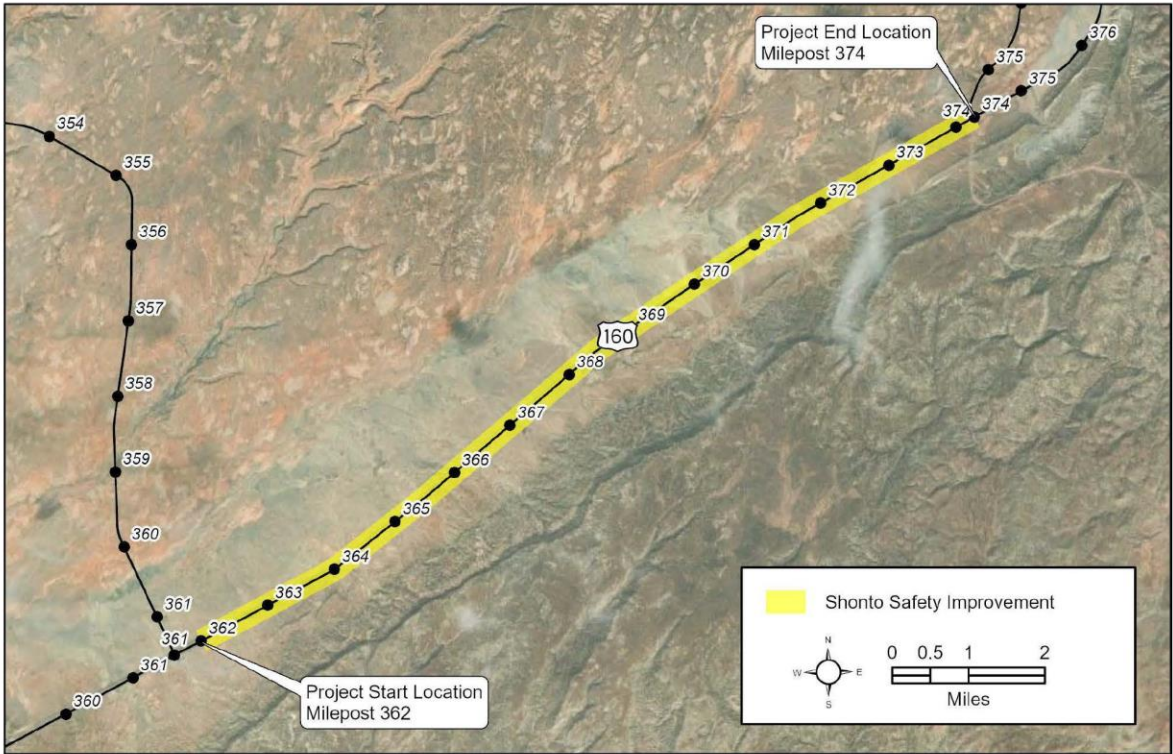 Project End Location
Milepost 374
376
375
375
374
374
354
373
355
372
356
371
370
357
369
160
368
358
367
366
359
365
360
364
363
361
362
361
361
360
Project Start Location
Milepost 362
Shonto Safety Improvement
N
W E
S
0 0.5 1 2
Miles